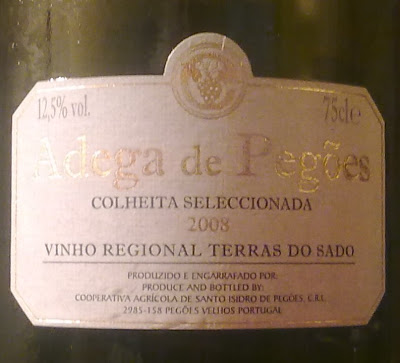 12,5% vol.
75cl e
Adega de Pegões
COLHEITA SELECCIONADA
2008
VINHO REGIONAL TERRAS DO SADO
PRODUZIDO E ENGARRAFADO POR:
PRODUCE AND BOTTLED BY:
COOPERATIVA AGRÍCOLA DE SANTO ISIDRO DE PEGÕES, C.R.L.
2985-158 PEGÕES VELHOS PORTUGAL